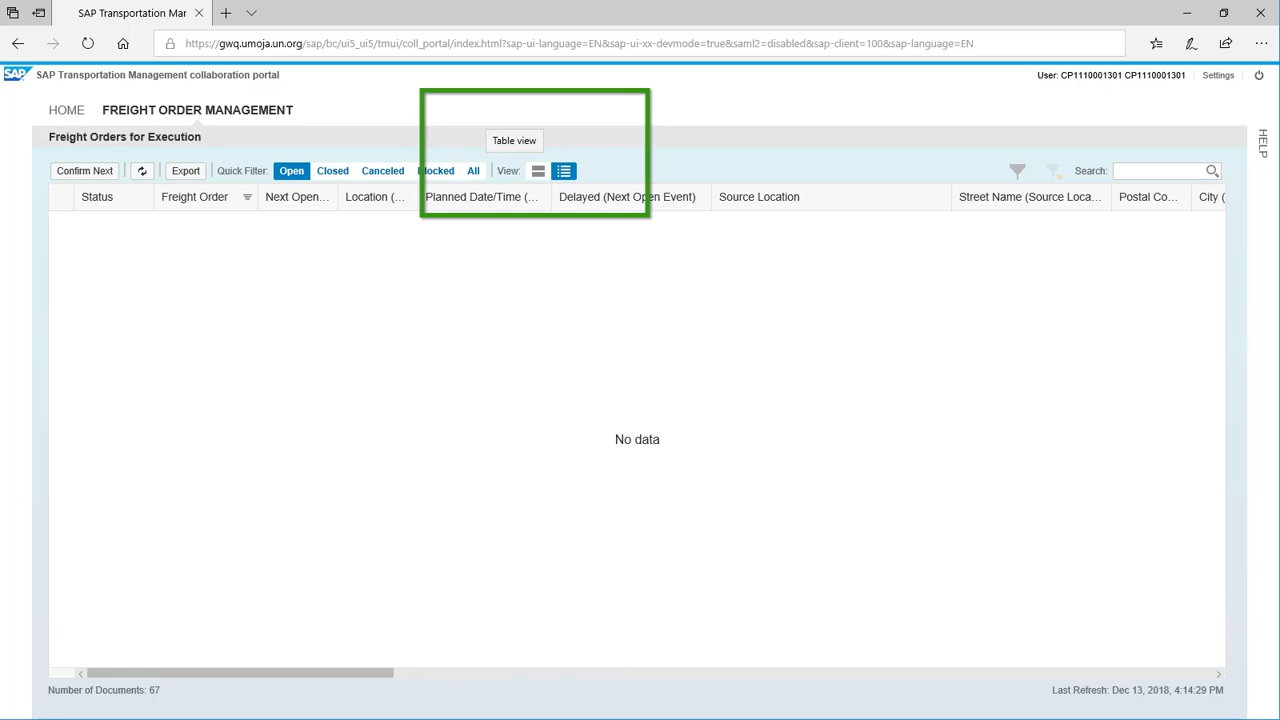 SAP Transportation Mar
https://gwq.umoja.un.org/sap/bc/ui5_ui5/tmui/coll_portal/index.html?sap-ui-language=EN&sap-ui-xx-devmode=true&saml2=disabled&sap-client=100&sap-language=EN
SAP SAP Transportation Management collaboration portal User: CP1110001301 CP1110001301 Settings
HOME FREIGHT ORDER MANAGEMENT
HELP
Freight Orders for Execution
Table view
Confirm Next Export Quick Filter: Open Closed Canceled locked All View: Search:
Status Freight Order Next Open... Location (... Planned Date/Time (... Delayed (Next Open Event) Source Location Street Name (Source Loca... Postal Co... City (
No data
Number of Documents: 67 Last Refresh: Dec 13, 2018, 4:14:29 PM